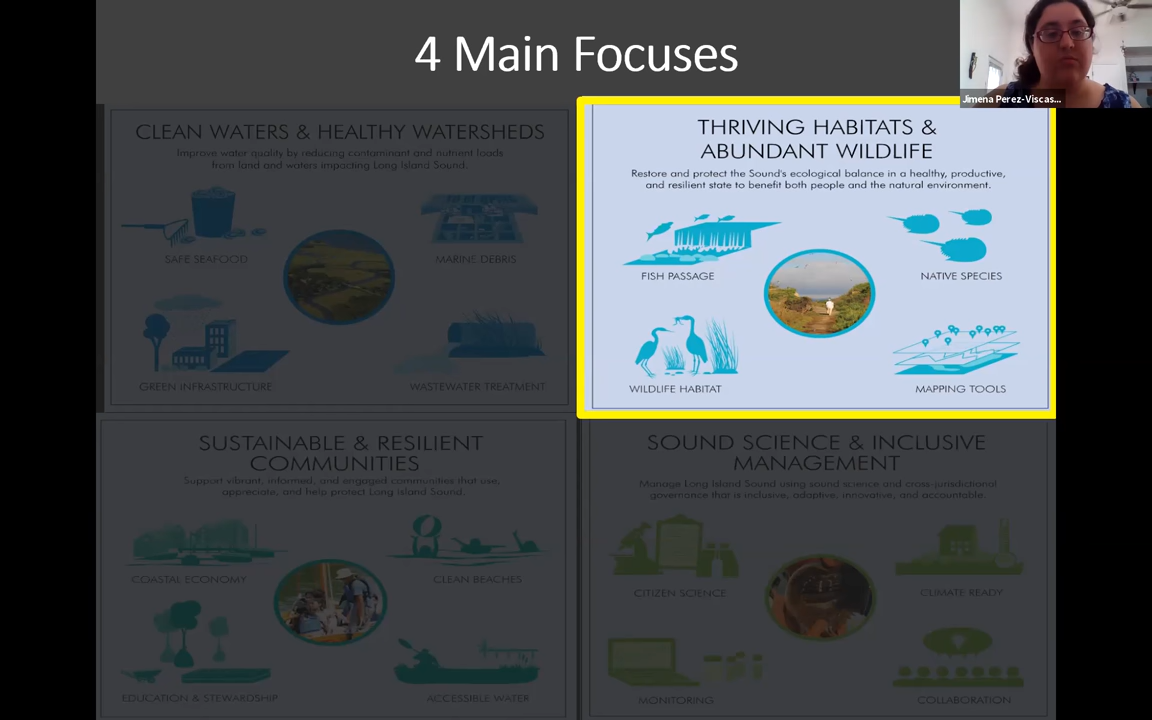 4 Main Focuses
Jimena Perez-Viscas...
CLEAN WATERS & HEALTHY WATERSHEDS
Improve water quality by reducing contaminant and nutrient loads
from land and waters impacting Long Island Sound.
SAFE SEAFOOD
MARINE DEBRIS
GREEN INFRASTRUCTURE
WASTEWATER TREATMENT
THRIVING HABITATS &
ABUNDANT WILDLIFE
Restore and protect the Sound's ecological balance in a healthy, productive,
and resilient state to benefit both people and the natural environment.
FISH PASSAGE
NATIVE SPECIES
WILDLIFE HABITAT
MAPPING TOOLS
SUSTAINABLE & RESILIENT
COMMUNITIES
Support vibrant, informed, and engaged communities that use,
appreciate, and help protect Long Island Sound.
COASTAL ECONOMY
CLEAN BEACHES
EDUCATION & STEWARDSHIP
ACCESSIBLE WATER
SOUND SCIENCE & INCLUSIVE
MANAGEMENT
Manage Long Island Sound using sound science and cross-jurisdictional
governance that is inclusive, adaptive, innovative, and accountable.
CITIZEN SCIENCE
CLIMATE READY
MONITORING
COLLABORATION